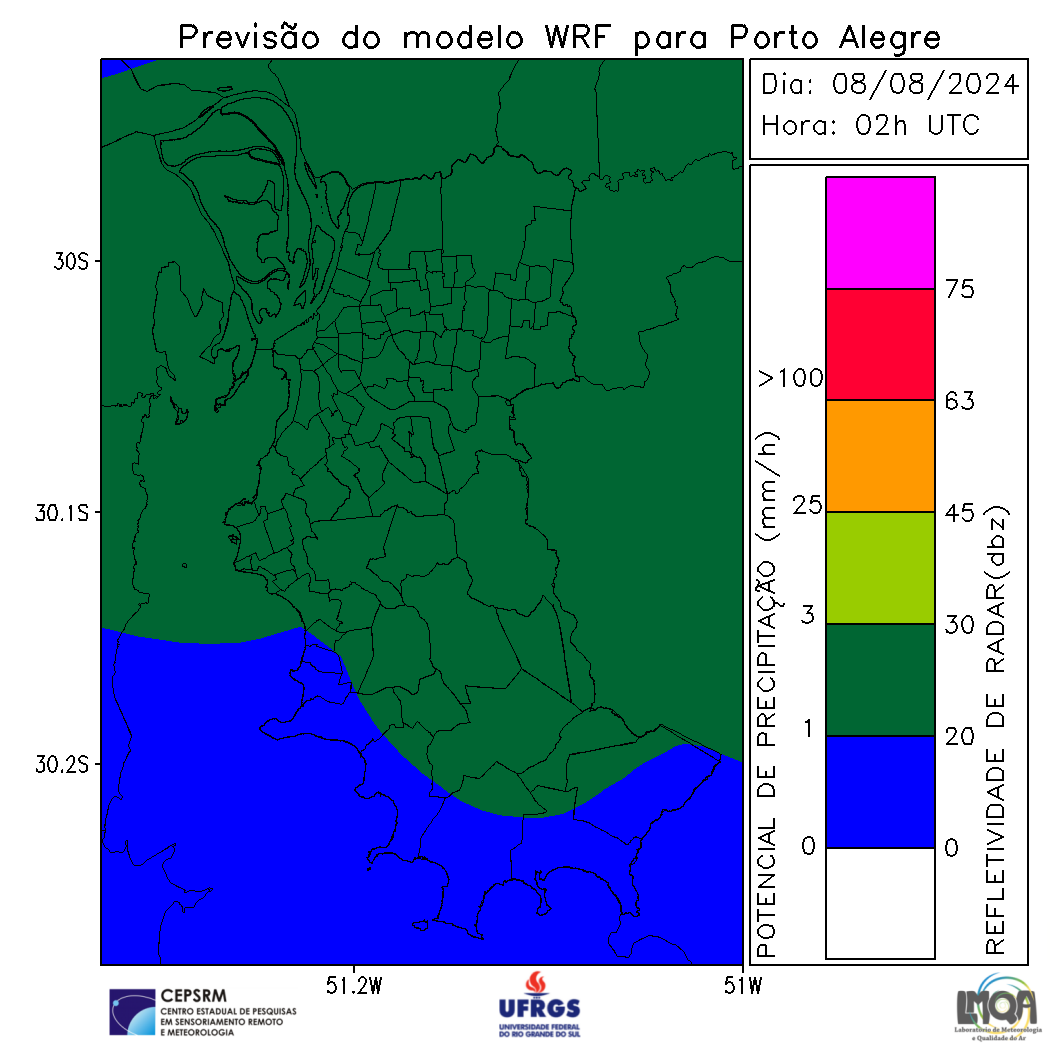 Previsão do modelo WRF para Porto Alegre
Dia: 08/08/2024
Hora: 02h UTC
30S
30.1S
30.2S
51.2W
51W
POTENCIAL DE PRECIPITAÇÃO (mm/h)
>100
25
3
1
0
75
63
45
30
20
0
REFLETIVIDADE DE RADAR(dbz)
CEPSRM
CENTRO ESTADUAL DE PESQUISAS
EM SENSORIAMENTO REMOTO
E METEOROLOGIA
UFRGS
UNIVERSIDADE FEDERAL
DO RIO GRANDE DO SUL
LMQA
Laboratório de Meteorologia
e Qualidade do Ar